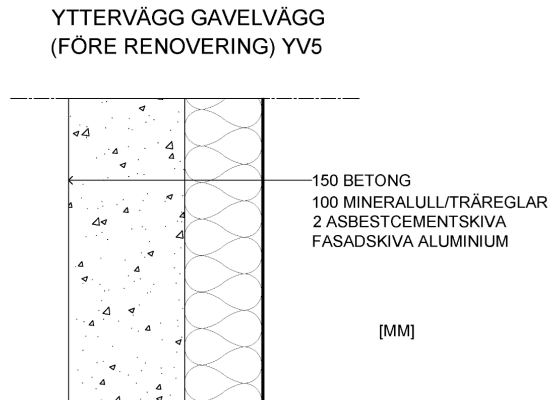 YTTERVÄGG GAVELVÄGG
(FÖRE RENOVERING) YV5
150 BETONG
100 MINERALULL/TRÄREGLAR
2 ASBESTCEMENTSKIVA
FASADSKIVA ALUMINIUM
[MM]